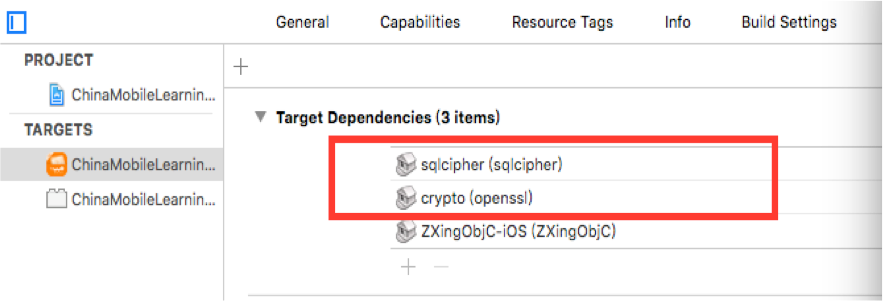 General Capabilities Resource Tags Info Build Settings
PROJECT
ChinaMobileLearnin...
TARGETS
ChinaMobileLearnin...
ChinaMobileLearnin...
Target Dependencies (3 items)
sqlcipher (sqlcipher)
crypto (openssl)
ZXingObjC-iOS (ZXingObjC)